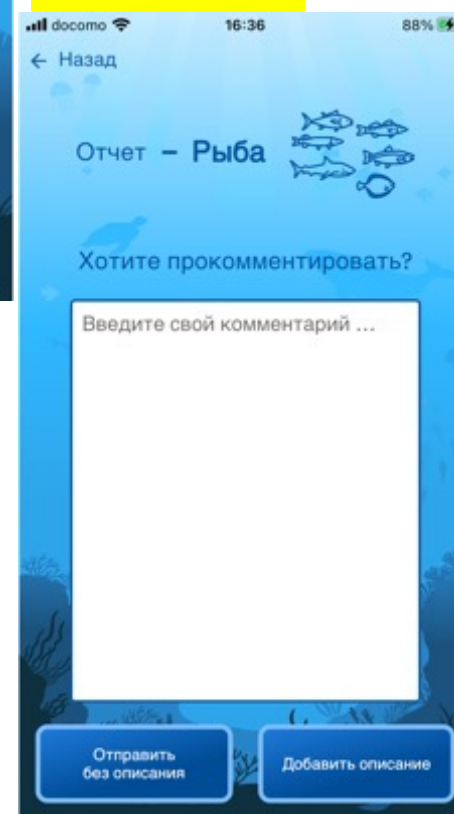 docomo 16:36 88%
← Назад
Отчет – Рыба
Хотите прокомментировать?
Введите свой комментарий ...
Отправить
без описания
Добавить описание